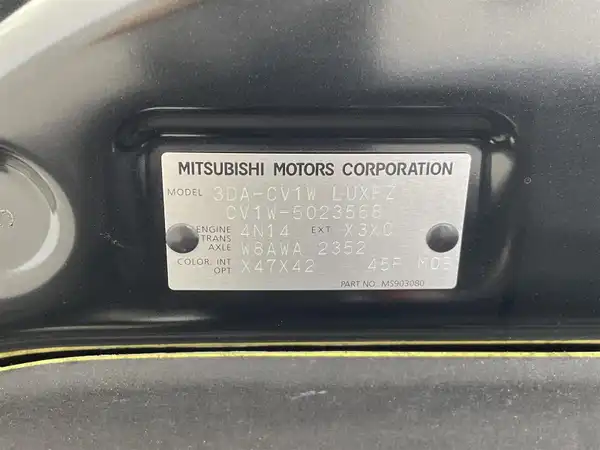 MITSUBISHI MOTORS CORPORATION
MODEL 3DA-CV1W LUXFZ
CV1W-5023568
ENGINE 4N14 EXT X3XC
TRANS AXLE W8AWA 2352
COLOR. INT OPT X47X42 45F M05
PART NO. MS903080